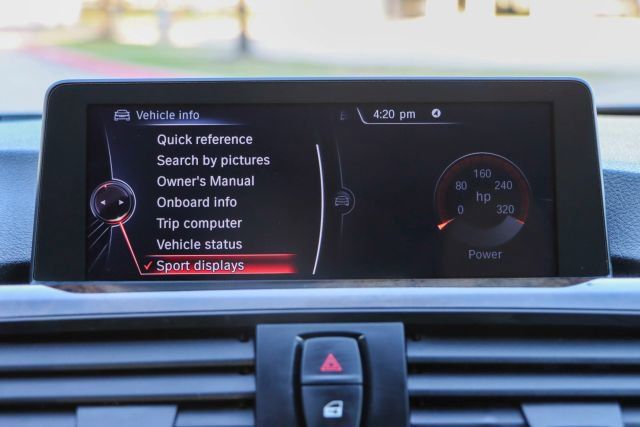 Vehicle info
4:20 pm
Quick reference
Search by pictures
Owner's Manual
Onboard info
Trip computer
Vehicle status
✓ Sport displays
160
80 240
hp
0 320
Power